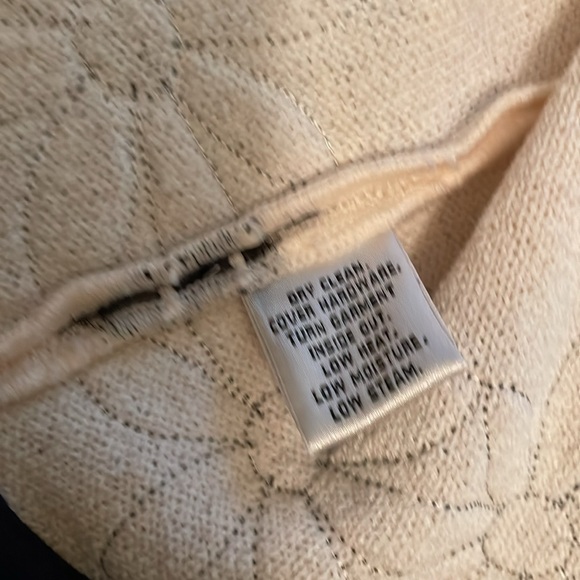 DRY CLEAN.
COVER HARDWARE.
TURN GARMENT
INSIDE OUT.
LOW HEAT.
LOW MOISTURE.
LOW STEAM.